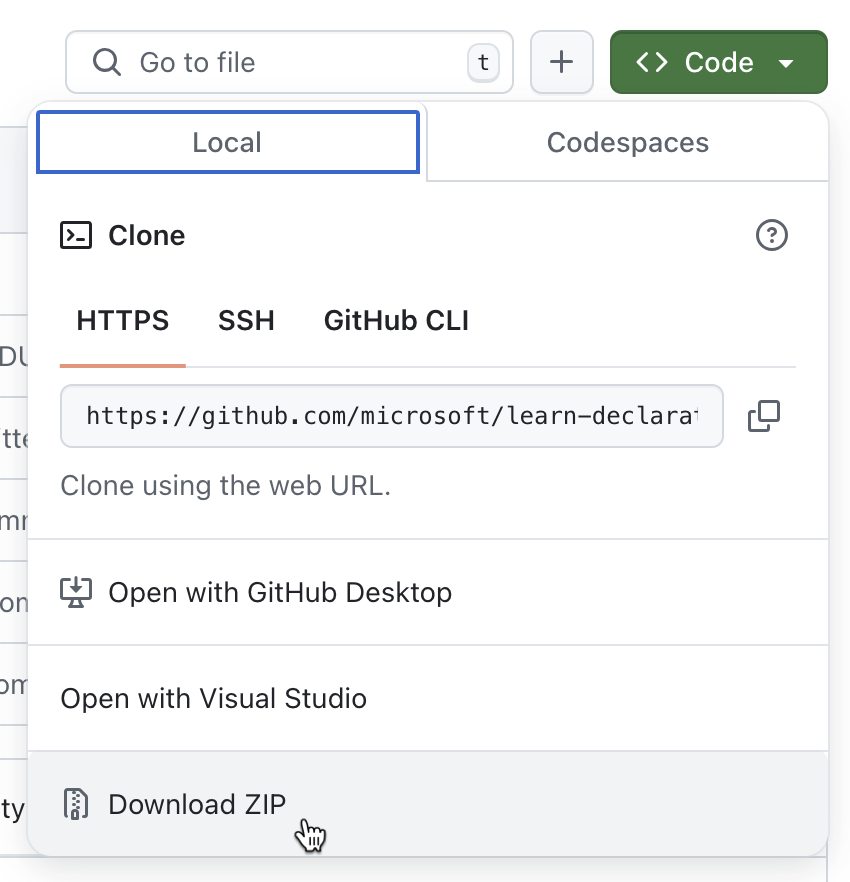 Go to file
t
Code
Local
Codespaces
Clone
HTTPS
SSH
GitHub CLI
https://github.com/microsoft/learn-declarat
Clone using the web URL.
Open with GitHub Desktop
Open with Visual Studio
Download ZIP